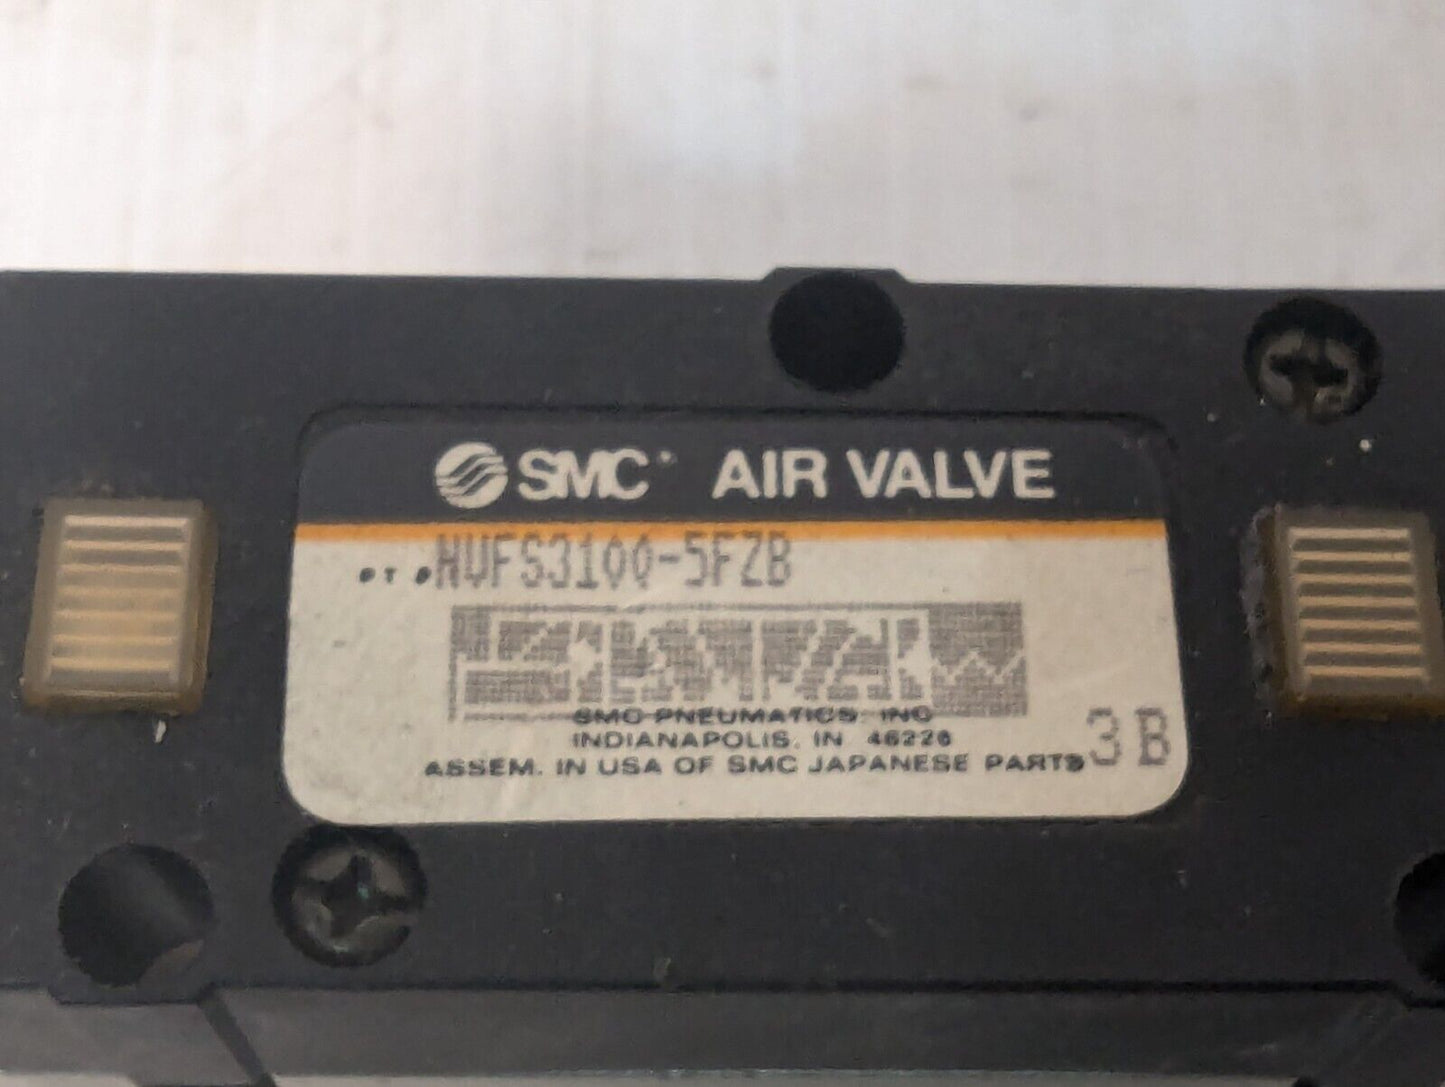 SMC AIR VALVE
PT # NVFS3100-5FZB
SMC PNEUMATICS, INC
INDIANAPOLIS, IN 46226
ASSEM. IN USA OF SMC JAPANESE PARTS 3B